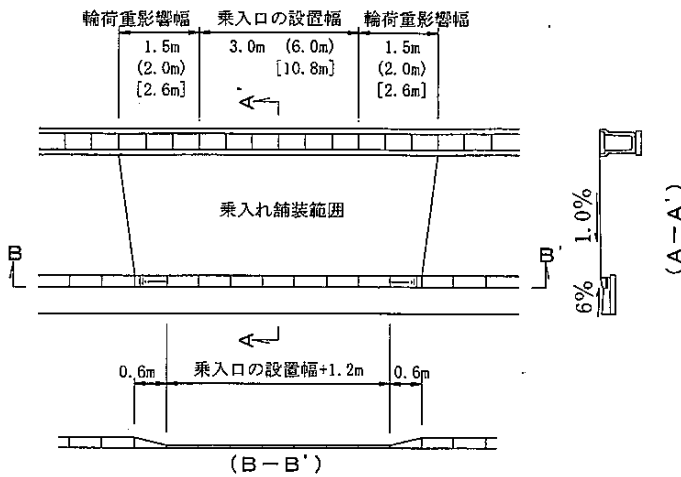 輪荷重影響幅 乗入口の設置幅 輪荷重影響幅
1.5m 3.0m (6.0m) 1.5m
(2.0m) [10.8m] (2.0m)
[2.6m] [2.6m]
A
乗入れ舗装範囲
1.0%
(A-A')
B B'
6%
A
0.6m 乗入口の設置幅+1.2m 0.6m
(B-B')